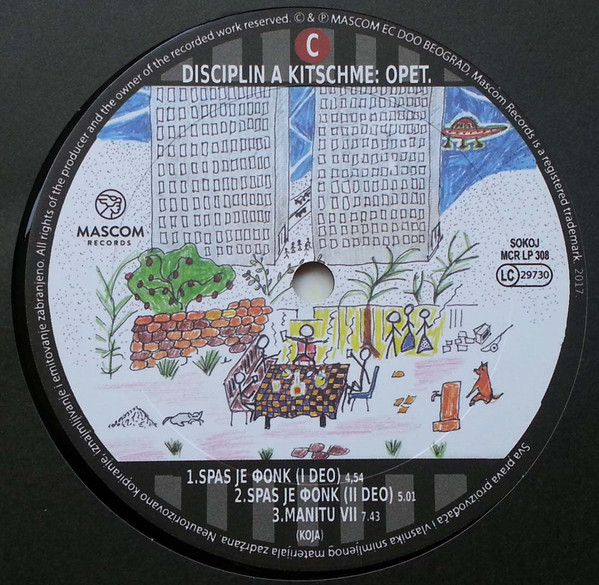 C
DISCIPLIN A KITSCHME: OPET.
MASCOM
RECORDS
SOKOJ
MCR LP 308
LC 29730
1.SPAS JE ФОNK (I DEO) 4,54
2.SPAS JE ФОNK (II DEO) 5.01
3.MANITU VII 7.43
(KOJA)
Sva prava proizvođača i vlasnika snimljenog materijala zadržana. Neautorizovano kopiranje, iznajmljivanje i emitovanje zabranjeno. All rights of the producer and the owner of the recorded work reserved. © & ℗ MASCOM EC DOO BEOGRAD, Mascom Records is a registered trademark. 2017.